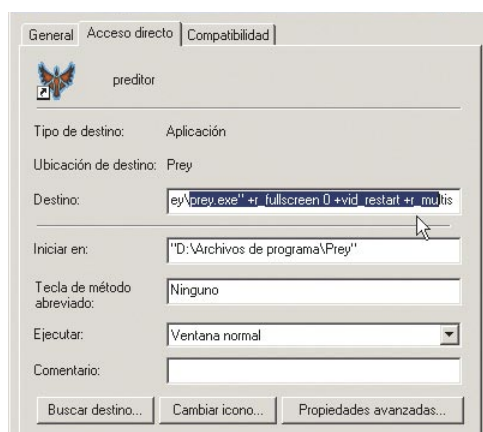 General Acceso directo Compatibilidad
preditor
Tipo de destino: Aplicación
Ubicación de destino: Prey
Destino: ey\prey.exe" +r_fullscreen 0 +vid_restart +r_multis
Iniciar en: "D:\Archivos de programa\Prey"
Tecla de método
abreviado: Ninguno
Ejecutar: Ventana normal
Comentario:
Buscar destino... Cambiar icono... Propiedades avanzadas...